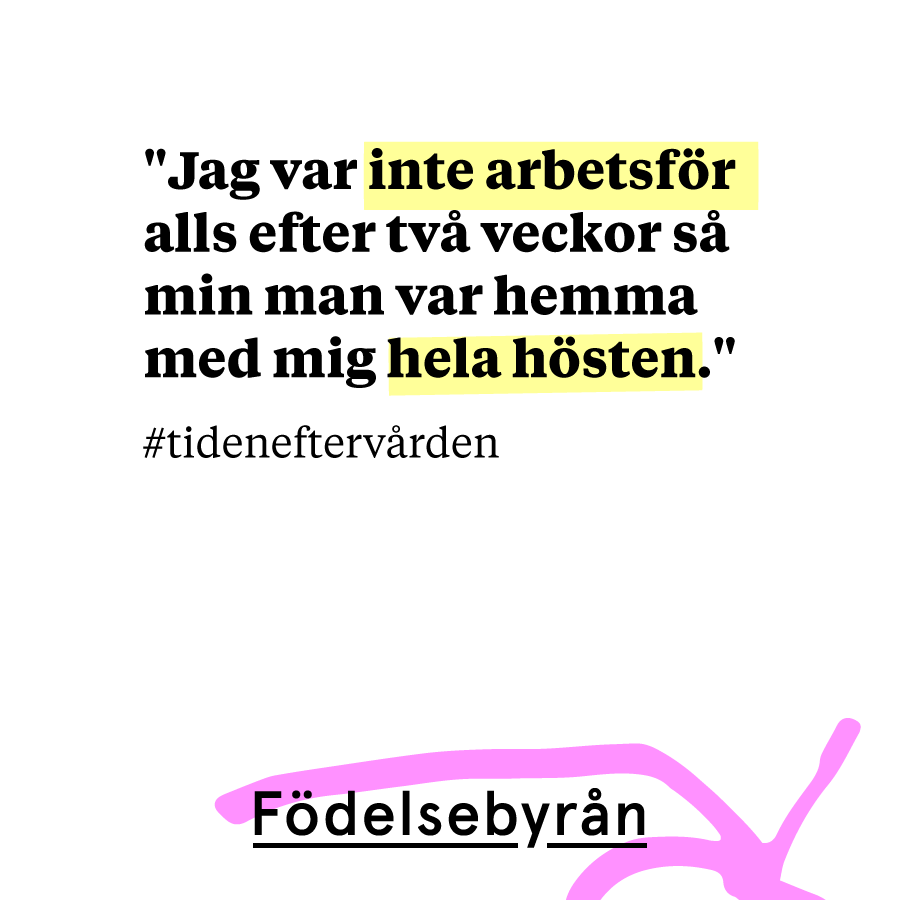 "Jag var inte arbetsför
alls efter två veckor så
min man var hemma
med mig hela hösten."
#tideneftervården
Födelsebyrån